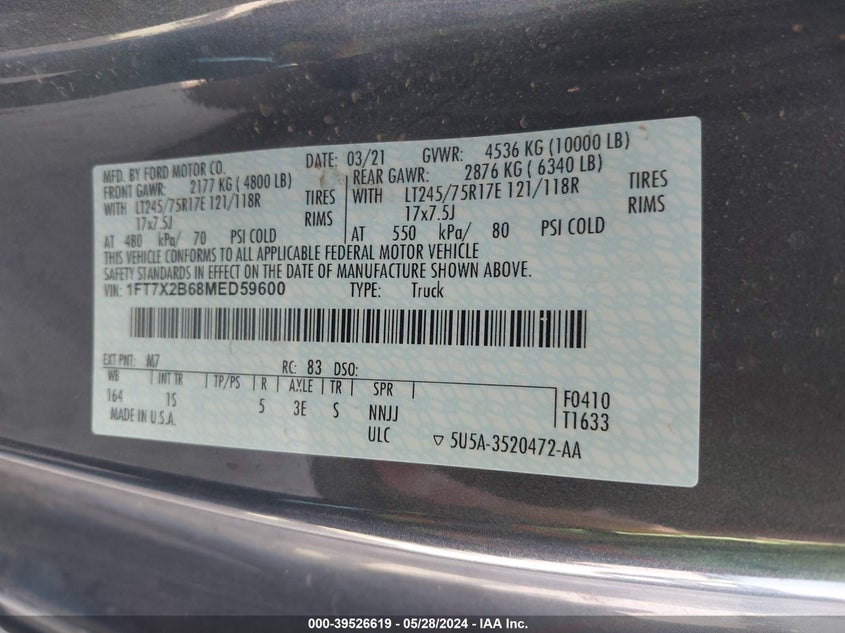 MFD. BY FORD MOTOR CO.
DATE: 03/21 GVWR: 4536 KG (10000 LB)
FRONT GAWR: 2177 KG ( 4800 LB)
REAR GAWR: 2876 KG ( 6340 LB)
WITH LT245/75R17E 121/118R TIRES
WITH LT245/75R17E 121/118R TIRES
17x7.5J RIMS
17x7.5J RIMS
AT 480 kPa/ 70 PSI COLD
AT 550 kPa/ 80 PSI COLD
THIS VEHICLE CONFORMS TO ALL APPLICABLE FEDERAL MOTOR VEHICLE
SAFETY STANDARDS IN EFFECT ON THE DATE OF MANUFACTURE SHOWN ABOVE.
VIN: 1FT7X2B68MED59600 TYPE: Truck
EXT PNT: M7 RC: 83 DSO:
WB INT TR TP/PS R AXLE TR SPR
164 1S 5 3E S NNJJ
F0410
T1633
MADE IN U.S.A. ULC ▽ 5U5A-3520472-AA
000-39526619 - 05/28/2024 - IAA Inc.